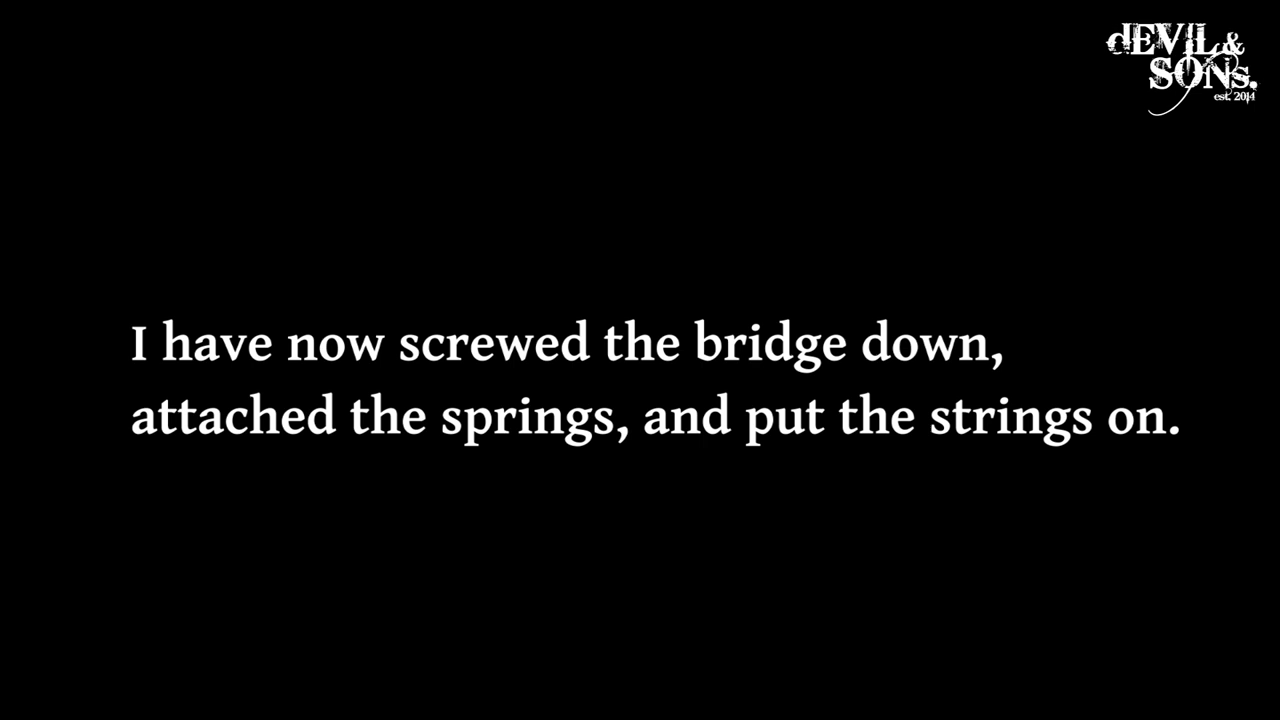 dEVIL &
SONS.
est. 2014
I have now screwed the bridge down,
attached the springs, and put the strings on.